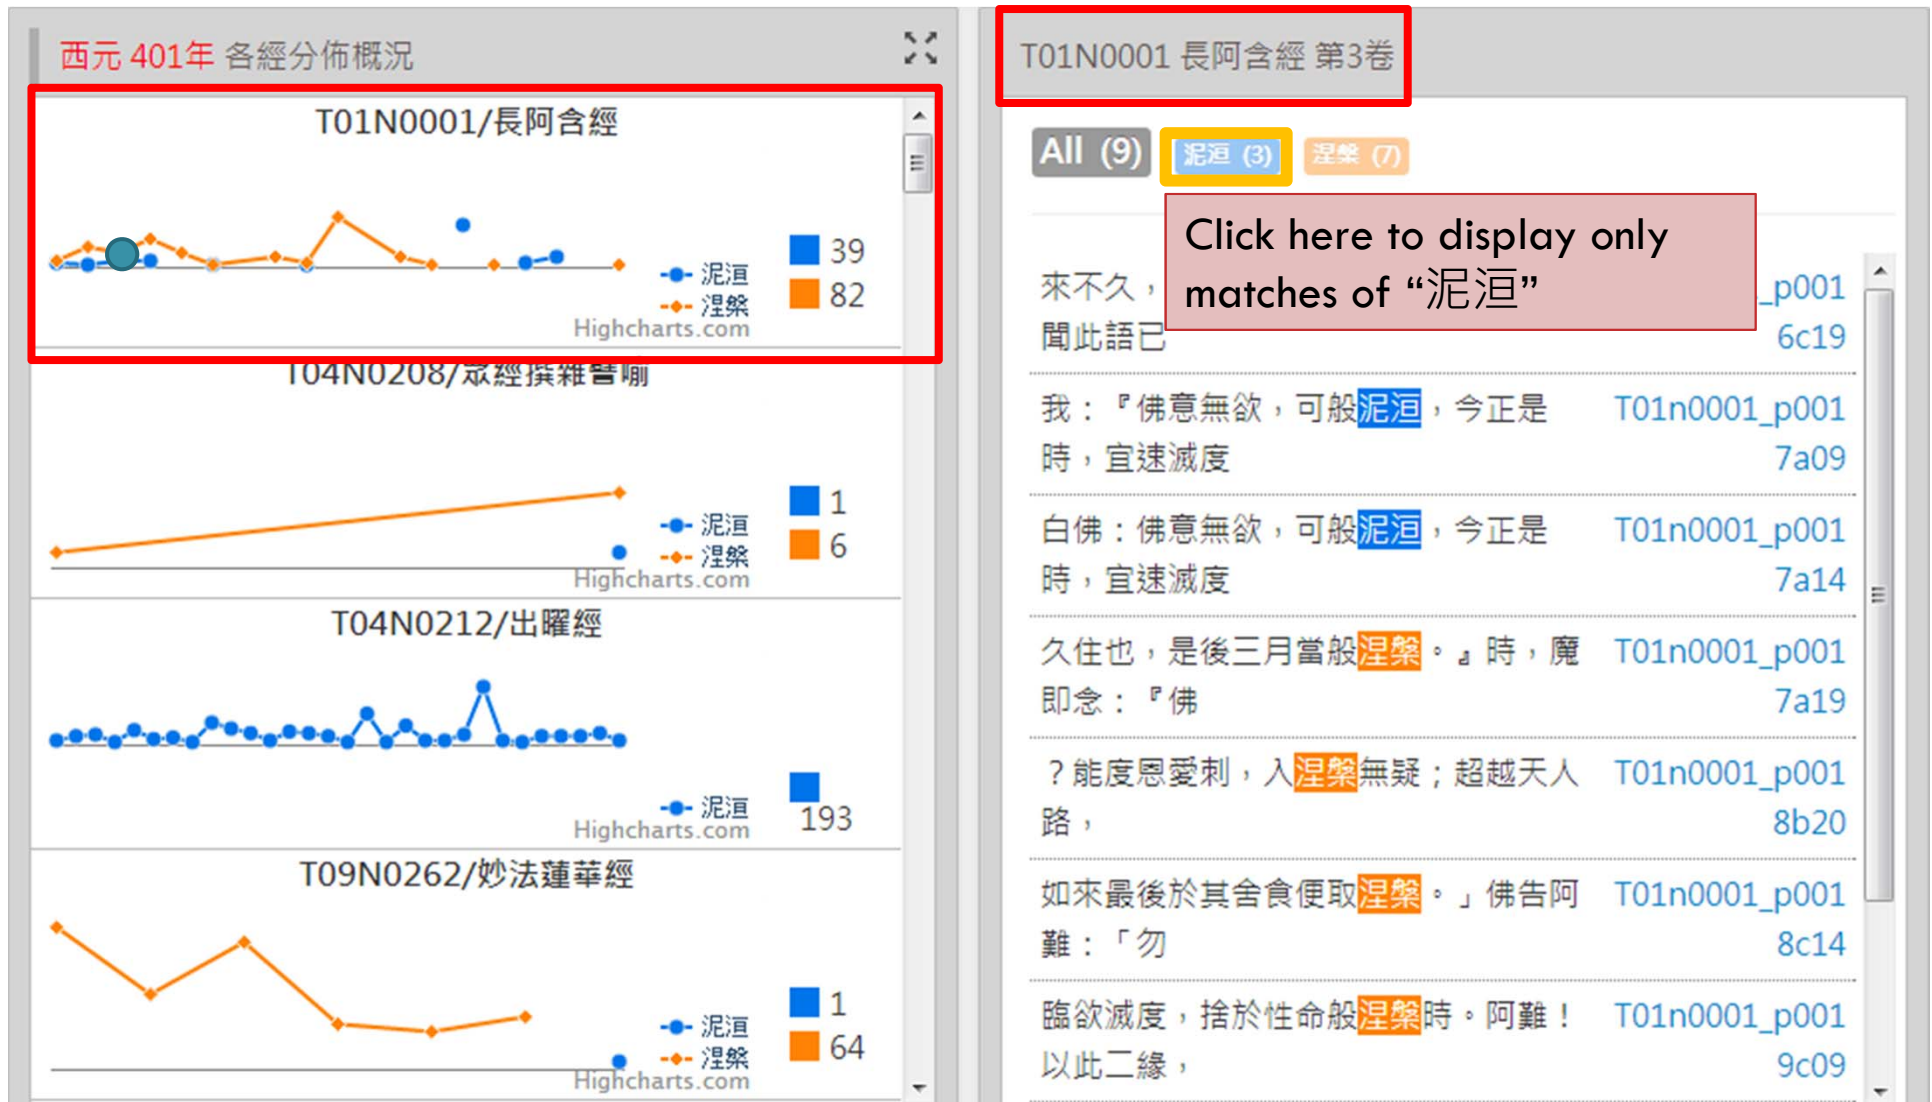 西元 401年 各經分佈概況
T01N0001/長阿含經
泥洹
涅槃
39
82
Highcharts.com
T04N0208/眾經撰雜譬喻
泥洹
涅槃
1
6
Highcharts.com
T04N0212/出曜經
泥洹
193
Highcharts.com
T09N0262/妙法蓮華經
泥洹
涅槃
1
64
Highcharts.com
T01N0001 長阿含經 第3卷
All (9) 泥洹 (3) 涅槃 (7)
Click here to display only
matches of “泥洹”
來不久，
_p001
聞此語已
6c19
我：『佛意無欲，可般泥洹，今正是 T01n0001_p001
時，宜速滅度 7a09
白佛：佛意無欲，可般泥洹，今正是 T01n0001_p001
時，宜速滅度 7a14
久住也，是後三月當般涅槃。』時，魔 T01n0001_p001
即念：『佛 7a19
？能度恩愛刺，入涅槃無疑；超越天人 T01n0001_p001
路， 8b20
如來最後於其舍食便取涅槃。」佛告阿 T01n0001_p001
難：「勿 8c14
臨欲滅度，捨於性命般涅槃時。阿難！ T01n0001_p001
以此二緣， 9c09